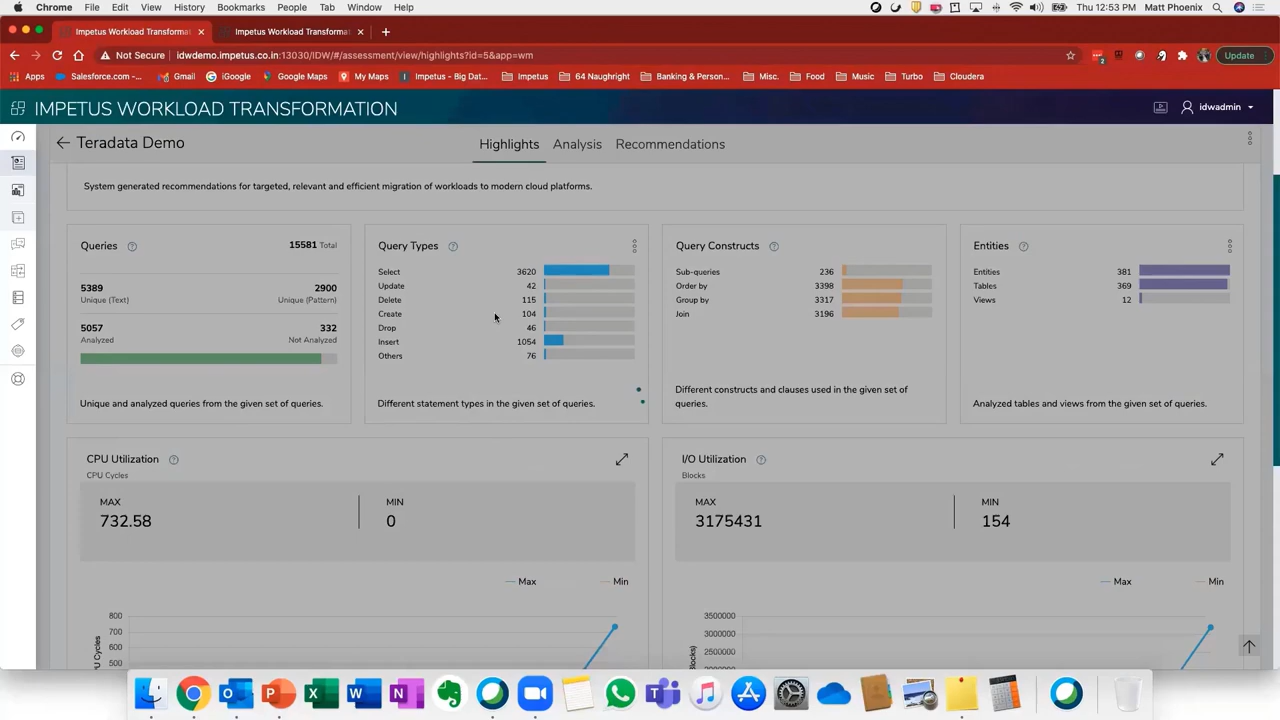 Chrome File Edit View History Bookmarks People Tab Window Help Thu 12:53 PM Matt Phoenix
Impetus Workload Transforma Impetus Workload Transforma
Not Secure idwdemo.impetus.co.in:13030/IDW/#/assessment/view/highlights?id=5&app=wm Update
Apps Salesforce.com -... Gmail iGoogle Google Maps My Maps Impetus - Big Dat... Impetus 64 Naughright Banking & Person... Misc. Food Music Turbo Cloudera
IMPETUS WORKLOAD TRANSFORMATION idwadmin
Teradata Demo Highlights Analysis Recommendations
System generated recommendations for targeted, relevant and efficient migration of workloads to modern cloud platforms.
Queries 15581 Total
5389 2900
Unique (Text) Unique (Pattern)
5057 332
Analyzed Not Analyzed
Unique and analyzed queries from the given set of queries.
Query Types
Select 3620
Update 42
Delete 115
Create 104
Drop 46
Insert 1054
Others 76
Different statement types in the given set of queries.
Query Constructs
Sub-queries 236
Order by 3398
Group by 3317
Join 3196
Different constructs and clauses used in the given set of
queries.
Entities
Entities 381
Tables 369
Views 12
Analyzed tables and views from the given set of queries.
CPU Utilization
CPU Cycles
MAX MIN
732.58 0
Max Min
800
700
600
500
PU Cycles
I/O Utilization
Blocks
MAX MIN
3175431 154
Max Min
3500000
3000000
2500000
Blocks)